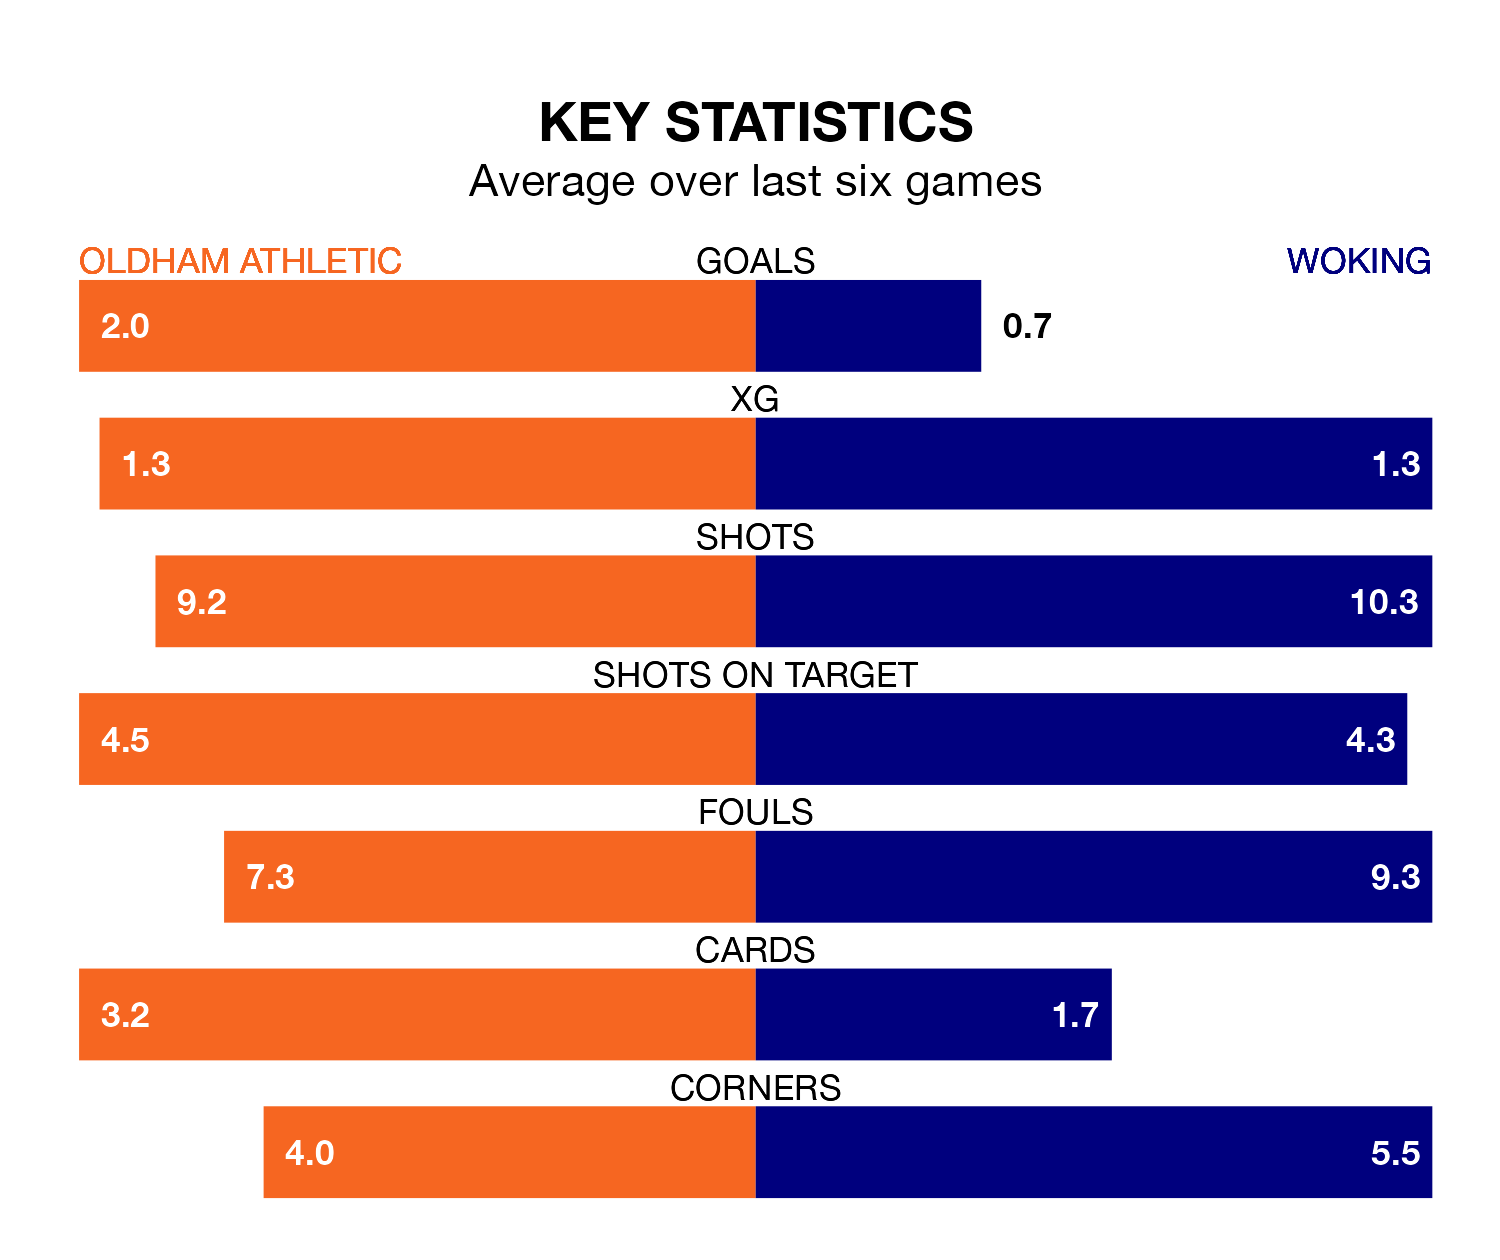 KEY STATISTICS
Average over last six games
OLDHAM ATHLETIC GOALS WOKING
2.0 0.7
XG
1.3 1.3
SHOTS
9.2 10.3
SHOTS ON TARGET
4.5 4.3
FOULS
7.3 9.3
CARDS
3.2 1.7
CORNERS
4.0 5.5